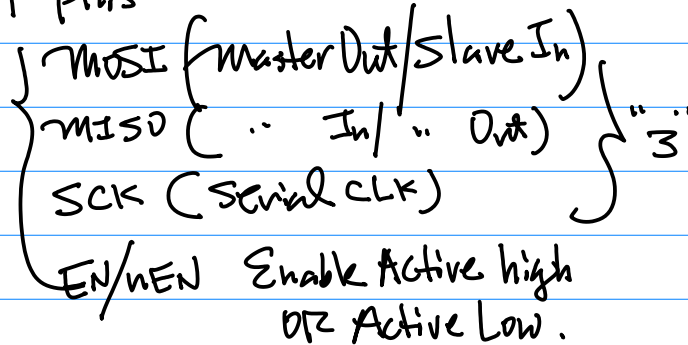 pins
MOSI (Master Out/Slave In)
MISO ( " In/ " Out) "3"
SCK (Serial CLK)
EN/nEN Enable Active high
OR Active Low.